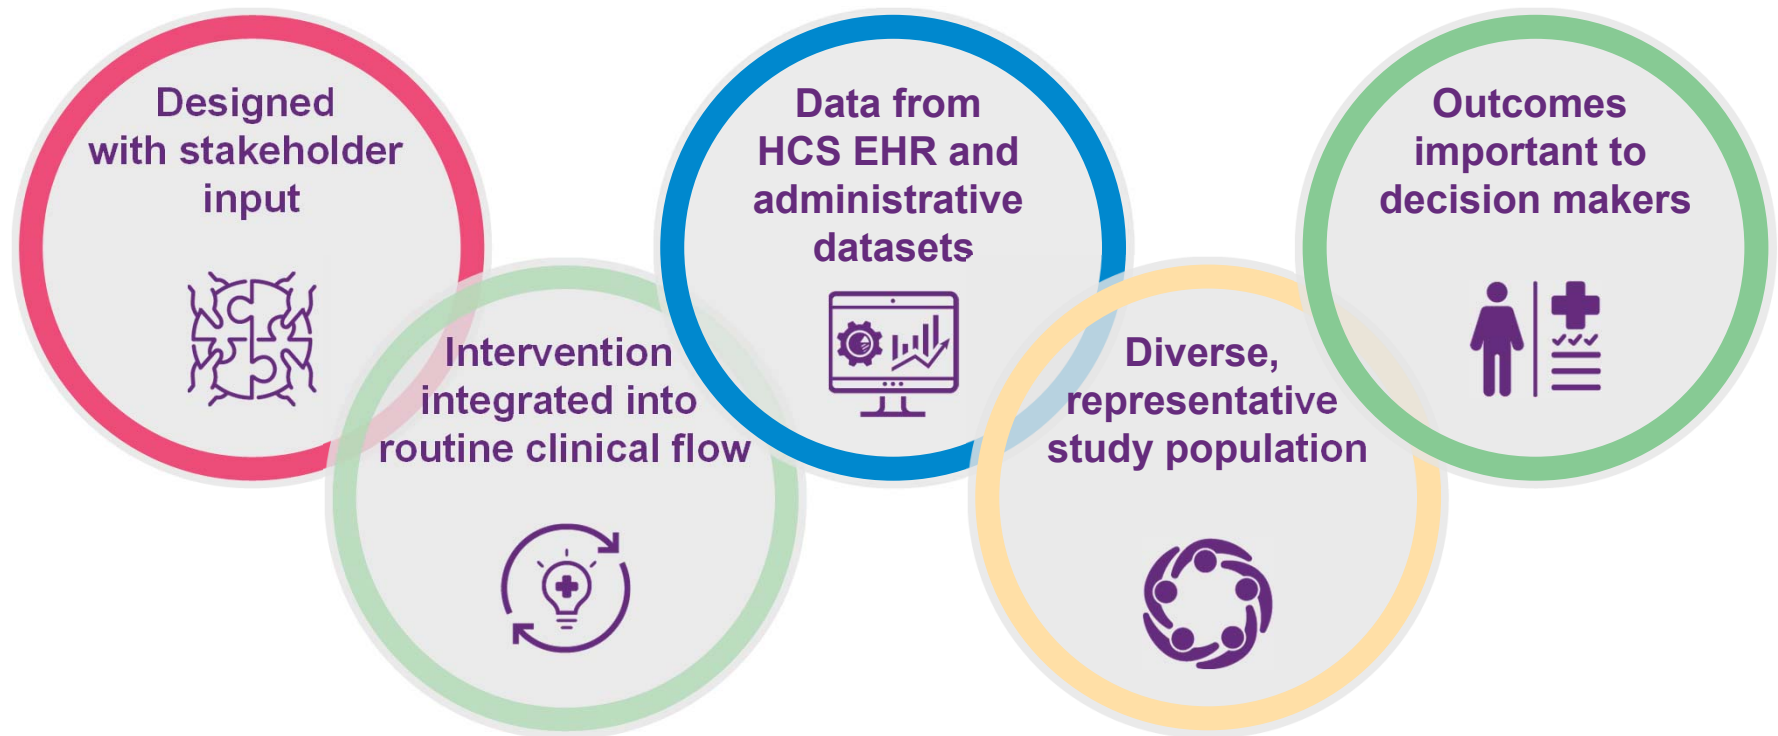 Designed
with stakeholder
input
Intervention
integrated into
routine clinical flow
Data from
HCS EHR and
administrative
datasets
Diverse,
representative
study population
Outcomes
important to
decision makers